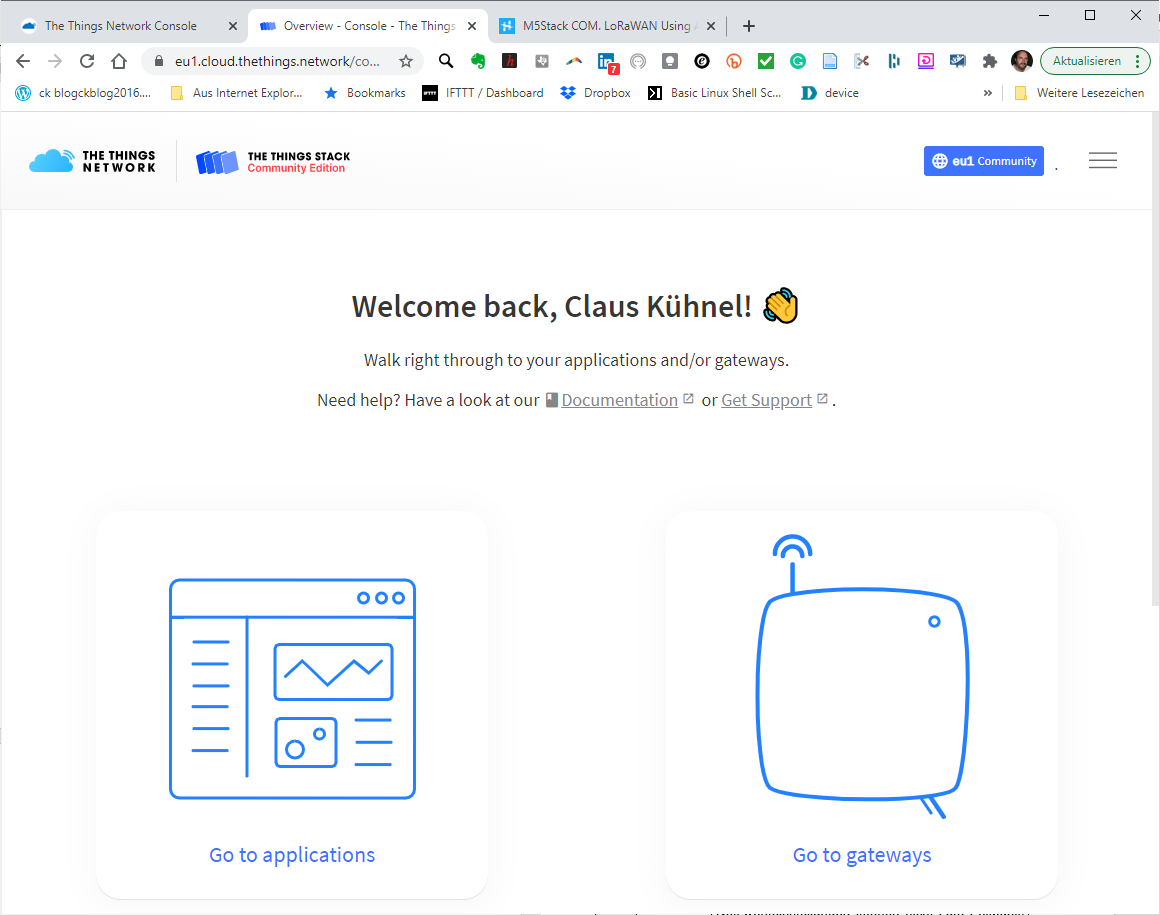 The Things Network Console
Overview - Console - The Things
M5Stack COM. LoRaWAN Using
eu1.cloud.thethings.network/co...
7
Aktualisieren
ck blogckblog2016....
Aus Internet Explor...
Bookmarks
IFTTT
IFTTT / Dashboard
Dropbox
Basic Linux Shell Sc...
device
»
Weitere Lesezeichen
THE THINGS
NETWORK
THE THINGS STACK
Community Edition
eu1 Community
.
Welcome back, Claus Kühnel! 👋
Walk right through to your applications and/or gateways.
Need help? Have a look at our Documentation or Get Support .
Go to applications
Go to gateways